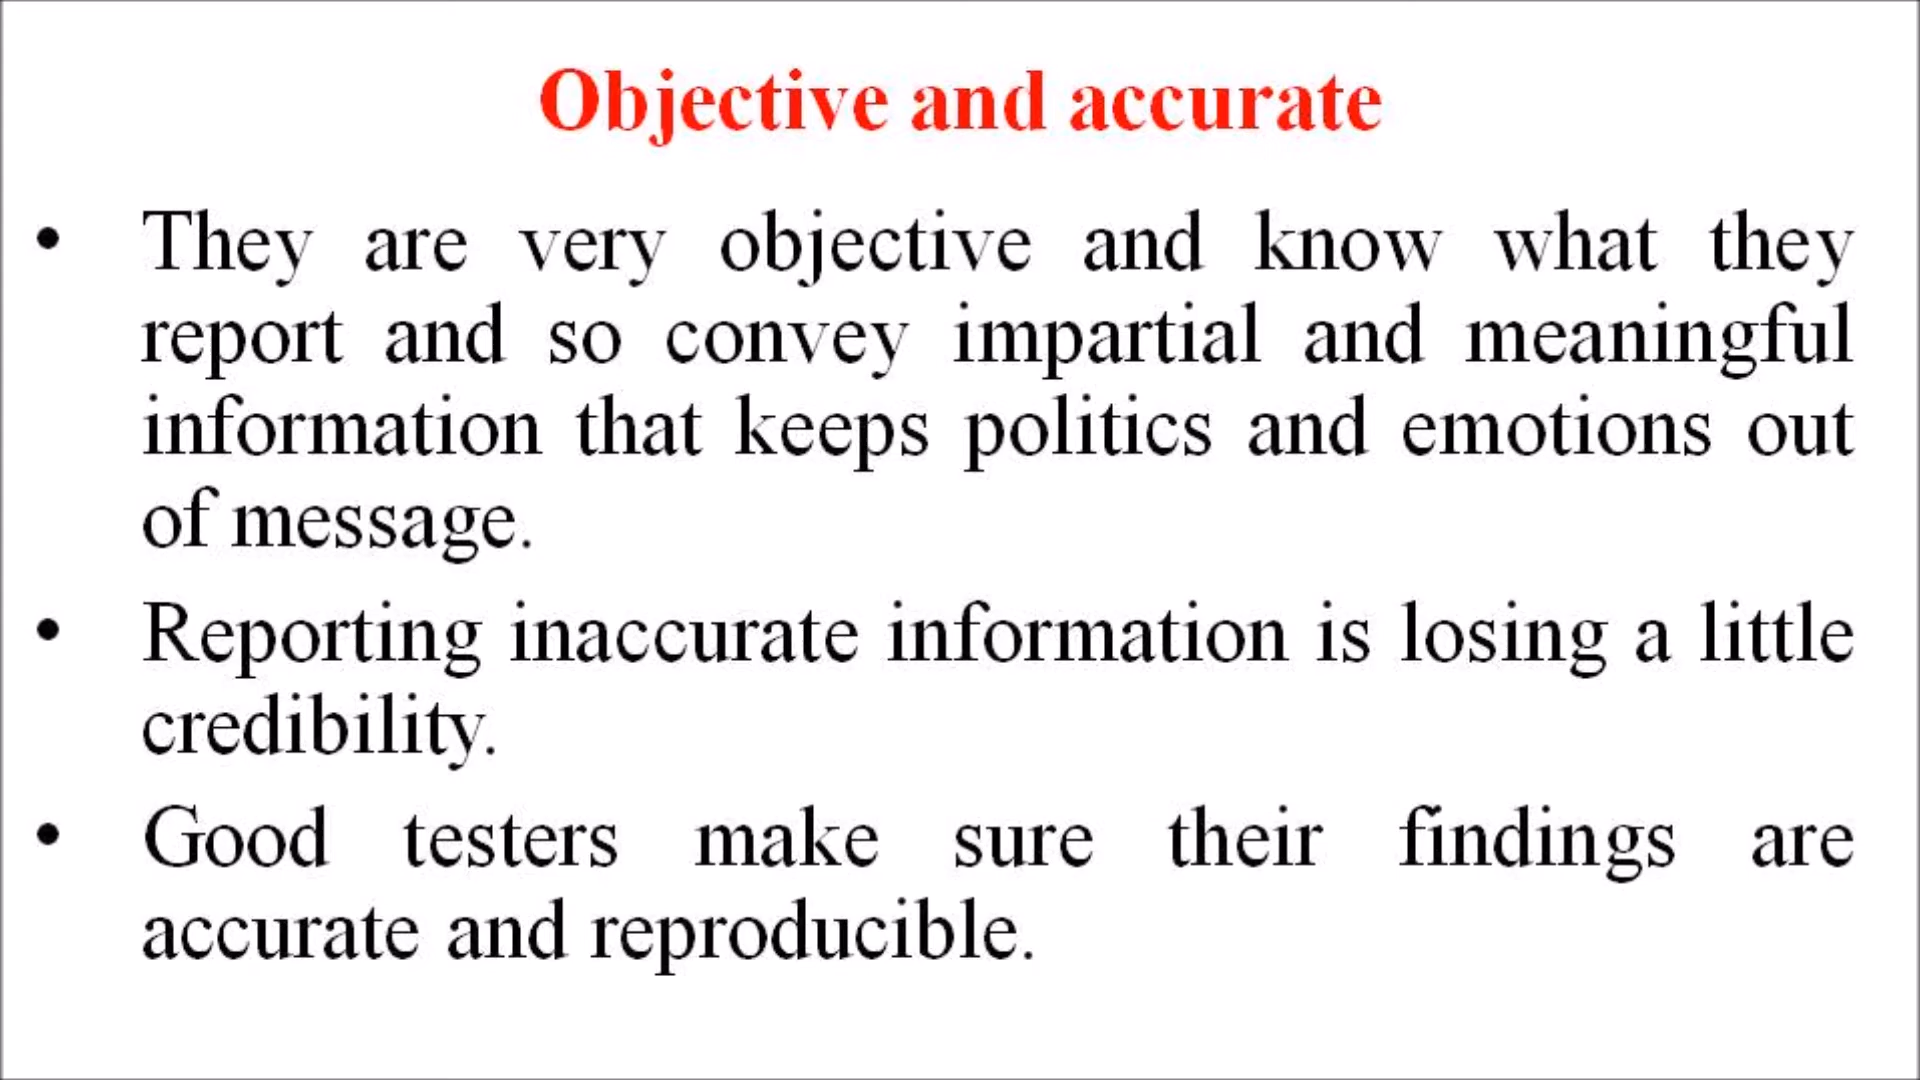 Objective and accurate
• They are very objective and know what they
report and so convey impartial and meaningful
information that keeps politics and emotions out
of message.
• Reporting inaccurate information is losing a little
credibility.
• Good testers make sure their findings are
accurate and reproducible.